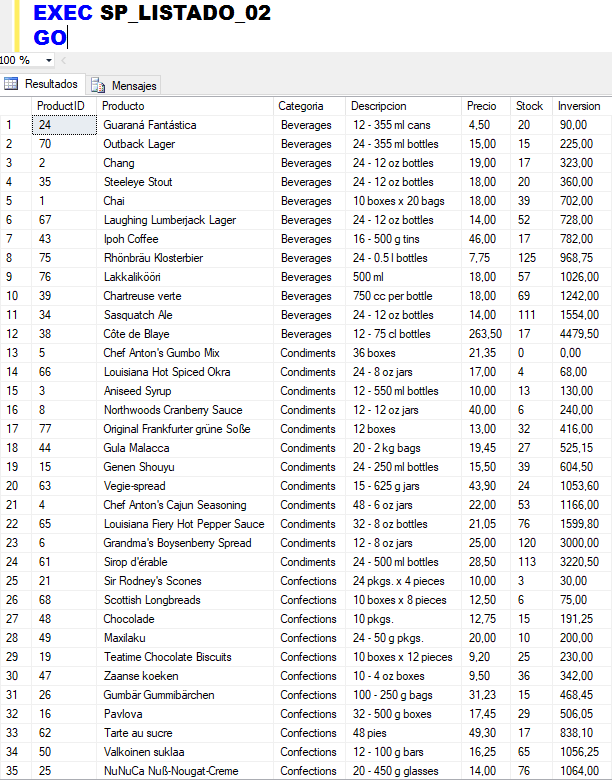 EXEC SP_LISTADO_02
GO
100 %
Resultados Mensajes
ProductID Producto Categoria Descripcion Precio Stock Inversion
1 24 Guaraná Fantástica Beverages 12 - 355 ml cans 4,50 20 90,00
2 70 Outback Lager Beverages 24 - 355 ml bottles 15,00 15 225,00
3 2 Chang Beverages 24 - 12 oz bottles 19,00 17 323,00
4 35 Steeleye Stout Beverages 24 - 12 oz bottles 18,00 20 360,00
5 1 Chai Beverages 10 boxes x 20 bags 18,00 39 702,00
6 67 Laughing Lumberjack Lager Beverages 24 - 12 oz bottles 14,00 52 728,00
7 43 Ipoh Coffee Beverages 16 - 500 g tins 46,00 17 782,00
8 75 Rhönbräu Klosterbier Beverages 24 - 0.5 l bottles 7,75 125 968,75
9 76 Lakkalikööri Beverages 500 ml 18,00 57 1026,00
10 39 Chartreuse verte Beverages 750 cc per bottle 18,00 69 1242,00
11 34 Sasquatch Ale Beverages 24 - 12 oz bottles 14,00 111 1554,00
12 38 Côte de Blaye Beverages 12 - 75 cl bottles 263,50 17 4479,50
13 5 Chef Anton's Gumbo Mix Condiments 36 boxes 21,35 0 0,00
14 66 Louisiana Hot Spiced Okra Condiments 24 - 8 oz jars 17,00 4 68,00
15 3 Aniseed Syrup Condiments 12 - 550 ml bottles 10,00 13 130,00
16 8 Northwoods Cranberry Sauce Condiments 12 - 12 oz jars 40,00 6 240,00
17 77 Original Frankfurter grüne Soße Condiments 12 boxes 13,00 32 416,00
18 44 Gula Malacca Condiments 20 - 2 kg bags 19,45 27 525,15
19 15 Genen Shouyu Condiments 24 - 250 ml bottles 15,50 39 604,50
20 63 Vegie-spread Condiments 15 - 625 g jars 43,90 24 1053,60
21 4 Chef Anton's Cajun Seasoning Condiments 48 - 6 oz jars 22,00 53 1166,00
22 65 Louisiana Fiery Hot Pepper Sauce Condiments 32 - 8 oz bottles 21,05 76 1599,80
23 6 Grandma's Boysenberry Spread Condiments 12 - 8 oz jars 25,00 120 3000,00
24 61 Sirop d'érable Condiments 24 - 500 ml bottles 28,50 113 3220,50
25 21 Sir Rodney's Scones Confections 24 pkgs. x 4 pieces 10,00 3 30,00
26 68 Scottish Longbreads Confections 10 boxes x 8 pieces 12,50 6 75,00
27 48 Chocolade Confections 10 pkgs. 12,75 15 191,25
28 49 Maxilaku Confections 24 - 50 g pkgs. 20,00 10 200,00
29 19 Teatime Chocolate Biscuits Confections 10 boxes x 12 pieces 9,20 25 230,00
30 47 Zaanse koeken Confections 10 - 4 oz boxes 9,50 36 342,00
31 26 Gumbär Gummibärchen Confections 100 - 250 g bags 31,23 15 468,45
32 16 Pavlova Confections 32 - 500 g boxes 17,45 29 506,05
33 62 Tarte au sucre Confections 48 pies 49,30 17 838,10
34 50 Valkoinen suklaa Confections 12 - 100 g bars 16,25 65 1056,25
35 25 NuNuCa Nuß-Nougat-Creme Confections 20 - 450 g glasses 14,00 76 1064,00